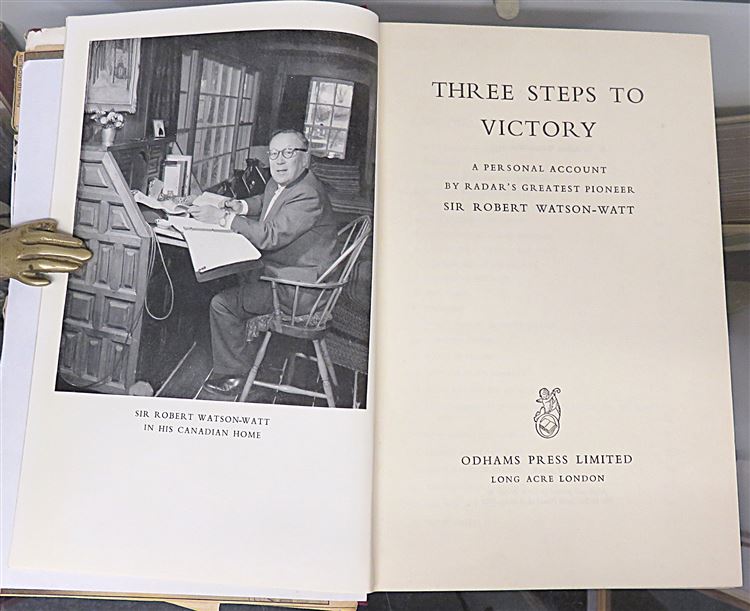 SIR ROBERT WATSON-WATT
IN HIS CANADIAN HOME
THREE STEPS TO
VICTORY
A PERSONAL ACCOUNT
BY RADAR'S GREATEST PIONEER
SIR ROBERT WATSON-WATT
ODHAMS PRESS LIMITED
LONG ACRE LONDON